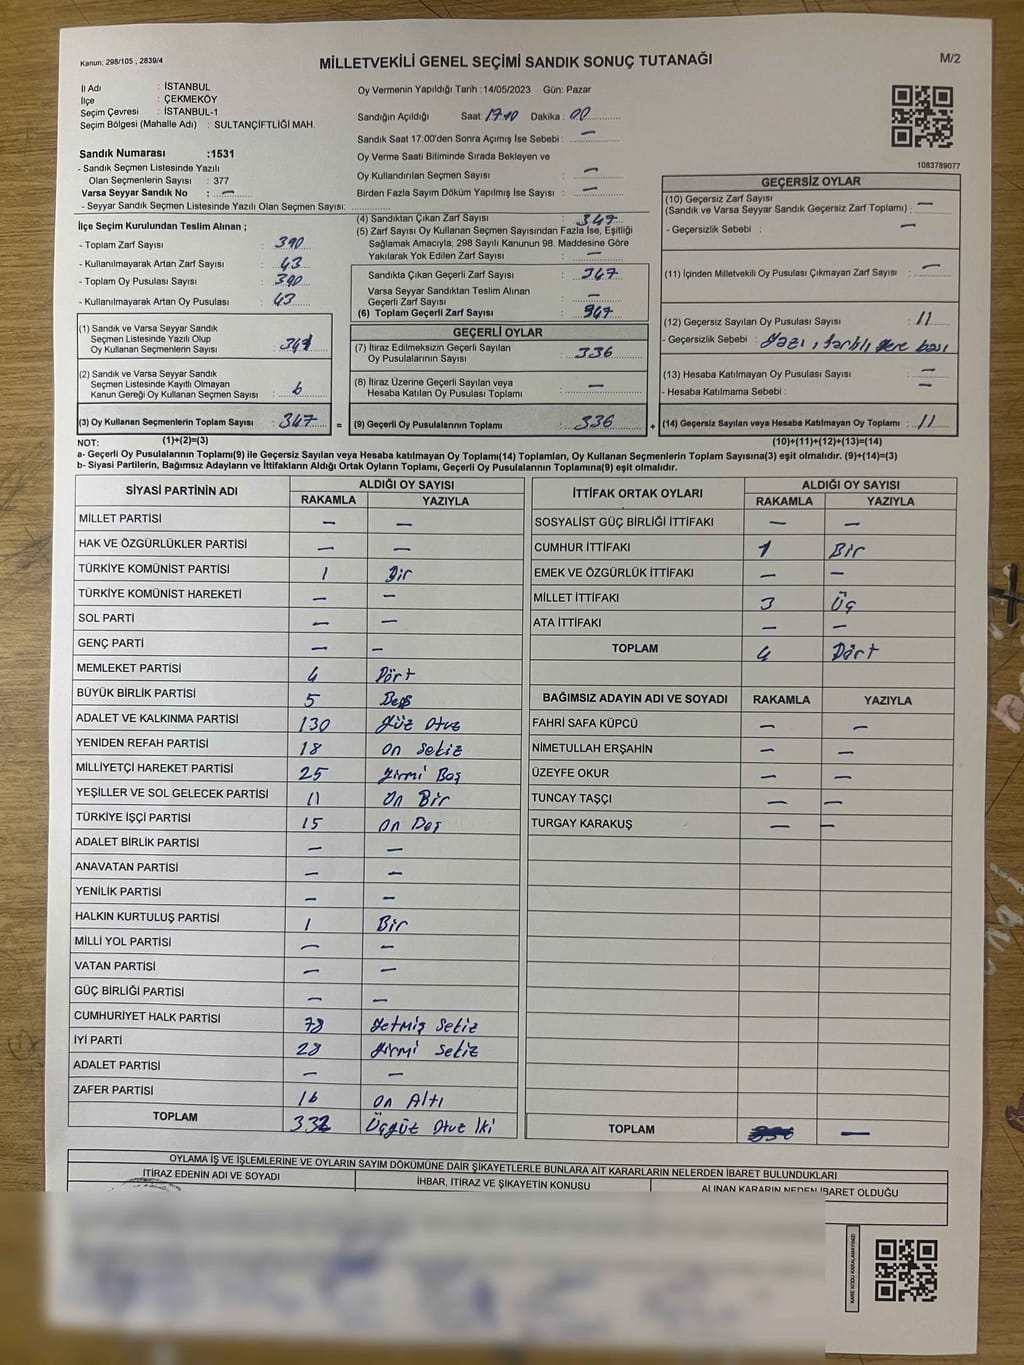 Kanun, 298/105 , 2839/4
MİLLETVEKİLİ GENEL SEÇİMİ SANDIK SONUÇ TUTANAĞI
M/2
İl Adı : İSTANBUL
İlçe : ÇEKMEKÖY
Seçim Çevresi : İSTANBUL-1
Seçim Bölgesi (Mahalle Adı) : SULTANÇİFTLİĞİ MAH.
Sandık Numarası :1531
- Sandık Seçmen Listesinde Yazılı
Olan Seçmenlerin Sayısı : 377
Varsa Seyyar Sandık No : —
- Seyyar Sandık Seçmen Listesinde Yazılı Olan Seçmen Sayısı:
Oy Vermenin Yapıldığı Tarih :14/05/2023 Gün: Pazar
Sandığın Açıldığı Saat: Dakika : 00
Sandık Saat 17:00'den Sonra Açımış İse Sebebi : —
Oy Verme Saati Bitiminde Sırada Bekleyen ve
Oy Kullandırılan Seçmen Sayısı : —
Birden Fazla Sayım Döküm Yapılmış İse Sayısı : —
1083789077
İlçe Seçim Kurulundan Teslim Alınan ;
- Toplam Zarf Sayısı : 390
- Kullanılmayarak Artan Zarf Sayısı : 43
- Toplam Oy Pusulası Sayısı : 390
- Kullanılmayarak Artan Oy Pusulası : 43
(1) Sandık ve Varsa Seyyar Sandık
Seçmen Listesinde Yazılı Olup
Oy Kullanan Seçmenlerin Sayısı : 341
(2) Sandık ve Varsa Seyyar Sandık
Seçmen Listesinde Kayıtlı Olmayan
Kanun Gereği Oy Kullanan Seçmen Sayısı : 6
(3) Oy Kullanan Seçmenlerin Toplam Sayısı : 347 =
(4) Sandıktan Çıkan Zarf Sayısı : 347
(5) Zarf Sayısı Oy Kullanan Seçmen Sayısından Fazla İse, Eşitliği
Sağlamak Amacıyla; 298 Sayılı Kanunun 98. Maddesine Göre
Yakılarak Yok Edilen Zarf Sayısı : —
Sandıkta Çıkan Geçerli Zarf Sayısı : 347
Varsa Seyyar Sandıktan Teslim Alınan
Geçerli Zarf Sayısı : —
(6) Toplam Geçerli Zarf Sayısı : 347
GEÇERLİ OYLAR
(7) İtiraz Edilmeksizin Geçerli Sayılan
Oy Pusulalarının Sayısı : 336
(8) İtiraz Üzerine Geçerli Sayılan veya
Hesaba Katılan Oy Pusulası Toplamı : —
(9) Geçerli Oy Pusulalarının Toplamı : 336 +
GEÇERSİZ OYLAR
(10) Geçersiz Zarf Sayısı
(Sandık ve Varsa Seyyar Sandık Geçersiz Zarf Toplamı) : —
- Geçersizlik Sebebi : —
(11) İçinden Milletvekili Oy Pusulası Çıkmayan Zarf Sayısı : —
(12) Geçersiz Sayılan Oy Pusulası Sayısı : 11
- Geçersizlik Sebebi : Yazı, farklı yere bası
(13) Hesaba Katılmayan Oy Pusulası Sayısı : —
- Hesaba Katılmama Sebebi : —
(14) Geçersiz Sayılan veya Hesaba Katılmayan Oy Toplamı : 11
NOT: (1)+(2)=(3)
(10)+(11)+(12)+(13)=(14)
a- Geçerli Oy Pusulasının Toplamı(9) ile Geçersiz Sayılan veya Hesaba katılmayan Oy Toplamı(14) Toplamları, Oy Kullanan Seçmenlerin Toplam Sayısına(3) eşit olmalıdır. (9)+(14)=(3)
b- Siyasi Partilerin, Bağımsız Adayların ve İttifakların Aldığı Ortak Oyların Toplamı, Geçerli Oy Pusulalarının Toplamına(9) eşit olmalıdır.
SİYASİ PARTİNİN ADI ALDIĞI OY SAYISI
RAKAMLA YAZIYLA
MİLLET PARTİSİ — —
HAK VE ÖZGÜRLÜKLER PARTİSİ — —
TÜRKİYE KOMÜNİST PARTİSİ 1 Bir
TÜRKİYE KOMÜNİST HAREKETİ — —
SOL PARTİ — —
GENÇ PARTİ — —
MEMLEKET PARTİSİ 4 Dört
BÜYÜK BİRLİK PARTİSİ 5 Beş
ADALET VE KALKINMA PARTİSİ 130 Yüz Otuz
YENİDEN REFAH PARTİSİ 18 On Sekiz
MİLLİYETÇİ HAREKET PARTİSİ 25 Yirmi Beş
YEŞİLLER VE SOL GELECEK PARTİSİ 11 On Bir
TÜRKİYE İŞÇİ PARTİSİ 15 On Beş
ADALET BİRLİK PARTİSİ — —
ANAVATAN PARTİSİ — —
YENİLİK PARTİSİ — —
HALKIN KURTULUŞ PARTİSİ 1 Bir
MİLLİ YOL PARTİSİ — —
VATAN PARTİSİ — —
GÜÇ BİRLİĞİ PARTİSİ — —
CUMHURİYET HALK PARTİSİ 78 Yetmiş Sekiz
İYİ PARTİ 28 Yirmi Sekiz
ADALET PARTİSİ — —
ZAFER PARTİSİ 16 On Altı
TOPLAM 332 Üçyüz Otuz İki
İTTİFAK ORTAK OYLARI ALDIĞI OY SAYISI
RAKAMLA YAZIYLA
SOSYALİST GÜÇ BİRLİĞİ İTTİFAKI — —
CUMHUR İTTİFAKI 1 Bir
EMEK VE ÖZGÜRLÜK İTTİFAKI — —
MİLLET İTTİFAKI 3 Üç
ATA İTTİFAKI — —
TOPLAM 4 Dört
BAĞIMSIZ ADAYIN ADI VE SOYADI RAKAMLA YAZIYLA
FAHRİ SAFA KÜPCÜ — —
NİMETULLAH ERŞAHİN — —
ÜZEYFE OKUR — —
TUNCAY TAŞÇI — —
TURGAY KARAKUŞ — —
TOPLAM —
OYLAMA İŞ VE İŞLEMLERİNE VE OYLARIN SAYIM DÖKÜMÜNE DAİR ŞİKAYETLERLE BUNLARA AİT KARARLARIN NELERDEN İBARET BULUNDUKLARI
İTİRAZ EDENİN ADI VE SOYADI İHBAR, İTİRAZ VE ŞİKAYETİN KONUSU ALINAN KARARIN NEDEN İBARET OLDUĞU
KARE KODU KARALAMAYINIZ!